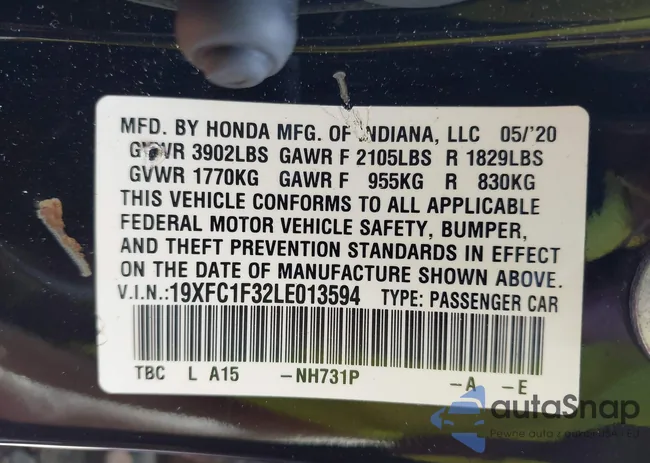 MFD. BY HONDA MFG. OF INDIANA, LLC 05/'20
GVWR 3902LBS GAWR F 2105LBS R 1829LBS
GVWR 1770KG GAWR F 955KG R 830KG
THIS VEHICLE CONFORMS TO ALL APPLICABLE
FEDERAL MOTOR VEHICLE SAFETY, BUMPER,
AND THEFT PREVENTION STANDARDS IN EFFECT
ON THE DATE OF MANUFACTURE SHOWN ABOVE.
V.I.N.:19XFC1F32LE013594 TYPE: PASSENGER CAR
TBC L A15 -NH731P -A -E
autaSnap